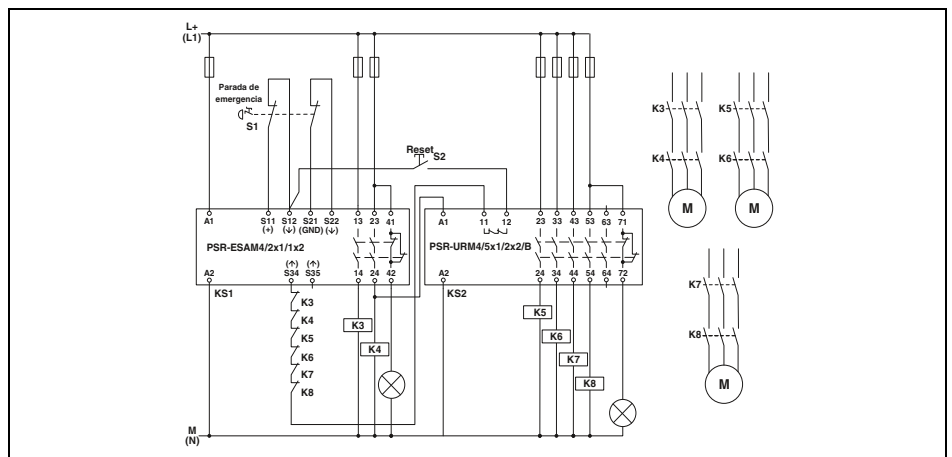 L+
(L1)
Parada de
emergencia
S1
Reset
S2
A1
S11
(+)
S12
(↓)
S21
(GND)
S22
(↓)
13
23
41
PSR-ESAM4/2x1/1x2
A2
(↑)
S34
(↑)
S35
14
24
42
KS1
A1
11
12
23
33
43
53
63
71
PSR-URM4/5x1/2x2/B
A2
24
34
44
54
64
72
KS2
K3
K4
K5
K6
K7
K8
K3
K4
K5
K6
K7
K8
M
(N)
K3
K4
M
K5
K6
M
K7
K8
M